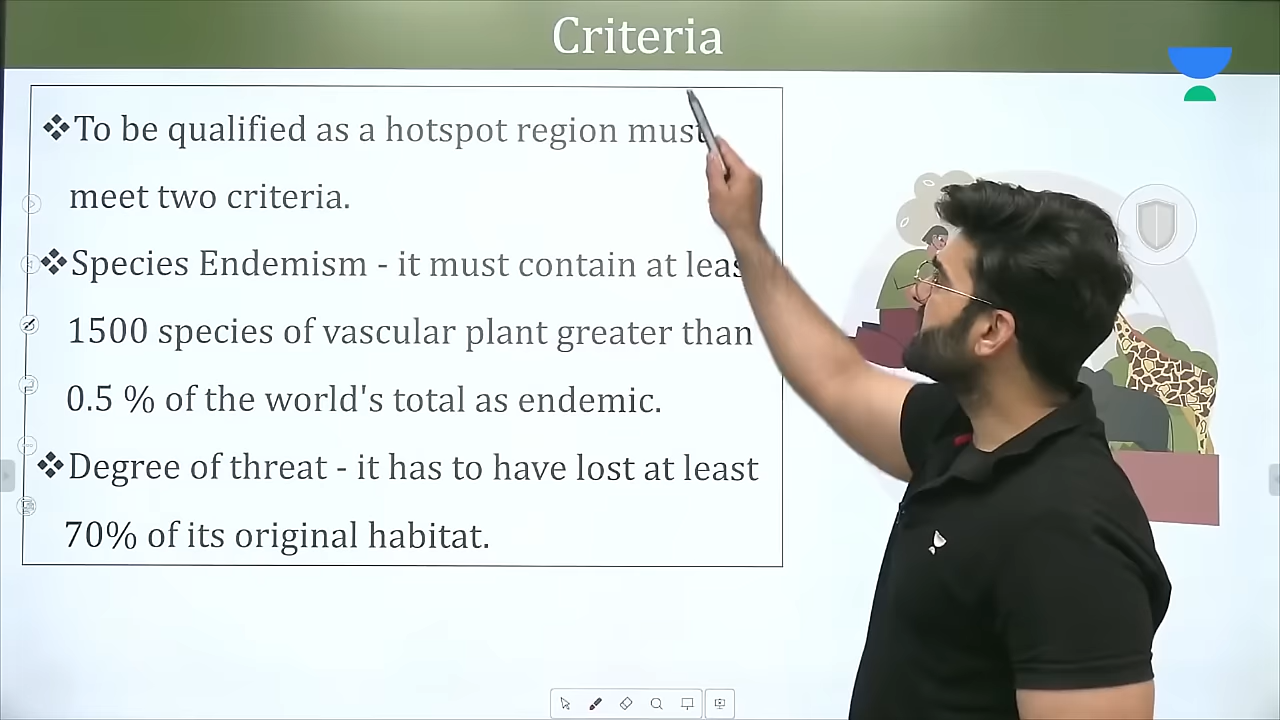 Criteria
❖To be qualified as a hotspot region must
meet two criteria.
❖Species Endemism - it must contain at least
1500 species of vascular plant greater than
0.5 % of the world's total as endemic.
❖Degree of threat - it has to have lost at least
70% of its original habitat.